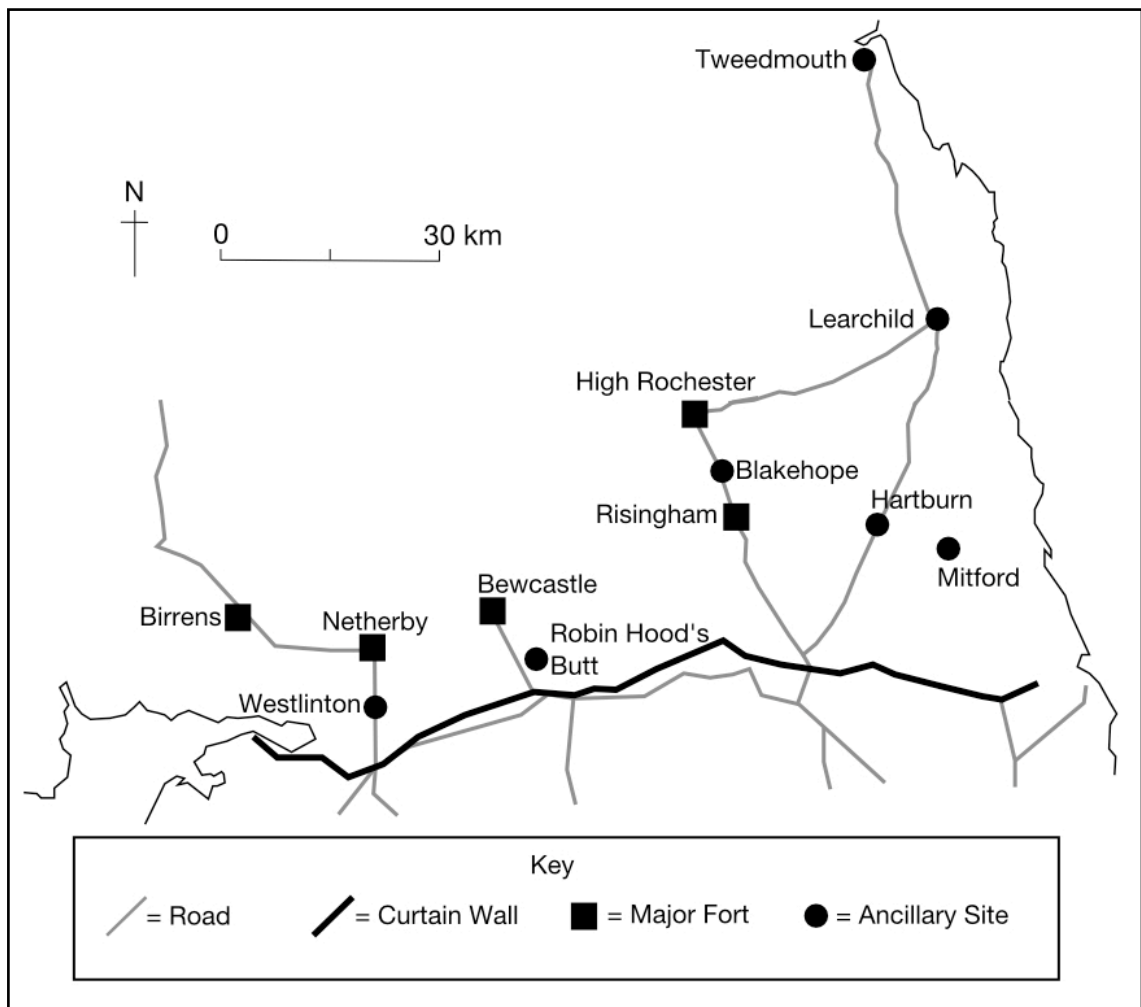 Tweedmouth
N
0 30 km
Learchild
High Rochester
Blakehope
Hartburn
Risingham
Mitford
Bewcastle
Birrens
Netherby
Robin Hood's
Butt
Westlinton
Key
= Road
= Curtain Wall
= Major Fort
= Ancillary Site